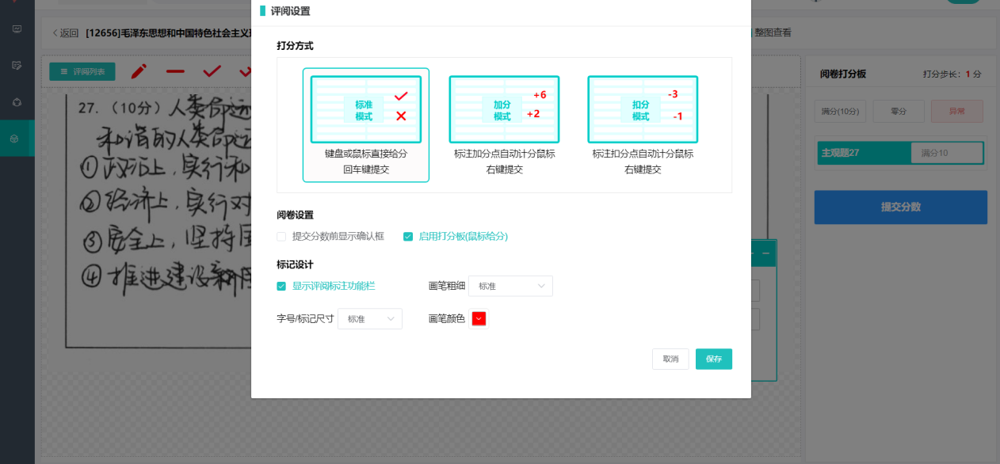 评阅设置
返回 [12656]毛泽东思想和中国特色社会主义
整图查看
评阅列表
打分方式
标准
模式
键盘或鼠标直接给分
回车键提交
加分
模式
+6
+2
标注加分点自动计分鼠标
右键提交
扣分
模式
-3
-1
标注扣分点自动计分鼠标
右键提交
阅卷设置
提交分数前显示确认框
启用打分板(鼠标给分)
标记设计
显示评阅标注功能栏
画笔粗细 标准
字号/标记尺寸 标准
画笔颜色
取消 保存
27.（10分）人类命运
和谐的人类命运
①政治上，实行和
②经济上，实行对
③安全上，坚持
④推进建设新
阅卷打分板 打分步长：1 分
满分(10分) 零分 异常
主观题27 满分10
提交分数